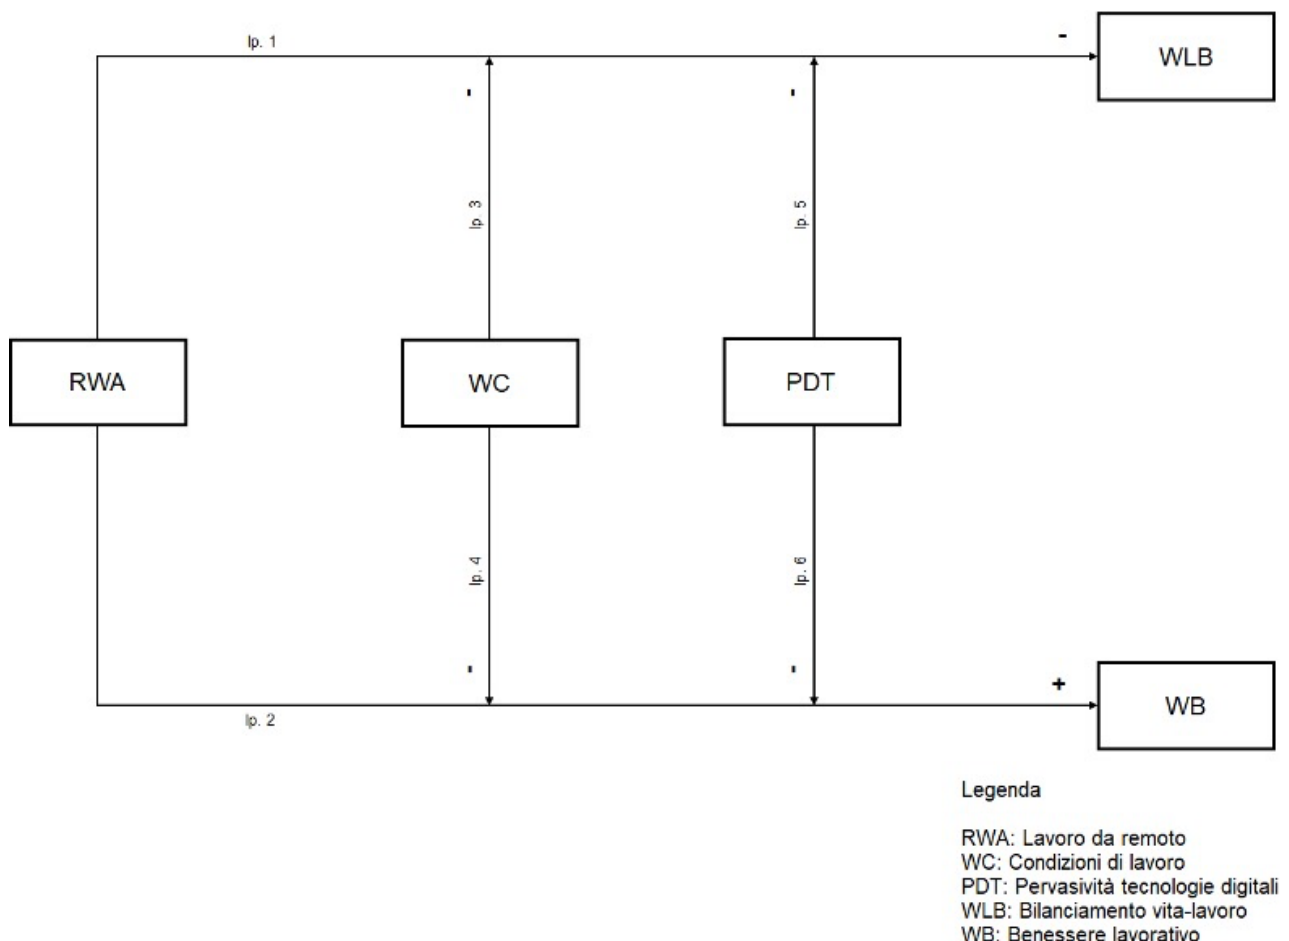 Ip. 1
-
WLB
-
-
Ip. 3
Ip. 5
RWA
WC
PDT
Ip. 4
Ip. 6
-
-
+
WB
Ip. 2
Legenda
RWA: Lavoro da remoto
WC: Condizioni di lavoro
PDT: Pervasività tecnologie digitali
WLB: Bilanciamento vita-lavoro
WB: Benessere lavorativo